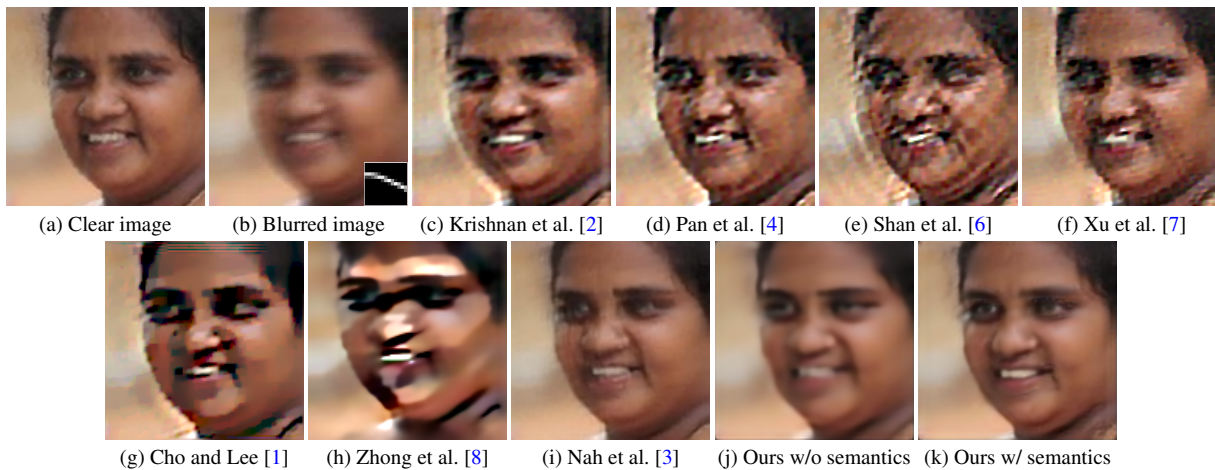 (a) Clear image (b) Blurred image (c) Krishnan et al. [2] (d) Pan et al. [4] (e) Shan et al. [6] (f) Xu et al. [7]
(g) Cho and Lee [1] (h) Zhong et al. [8] (i) Nah et al. [3] (j) Ours w/o semantics (k) Ours w/ semantics